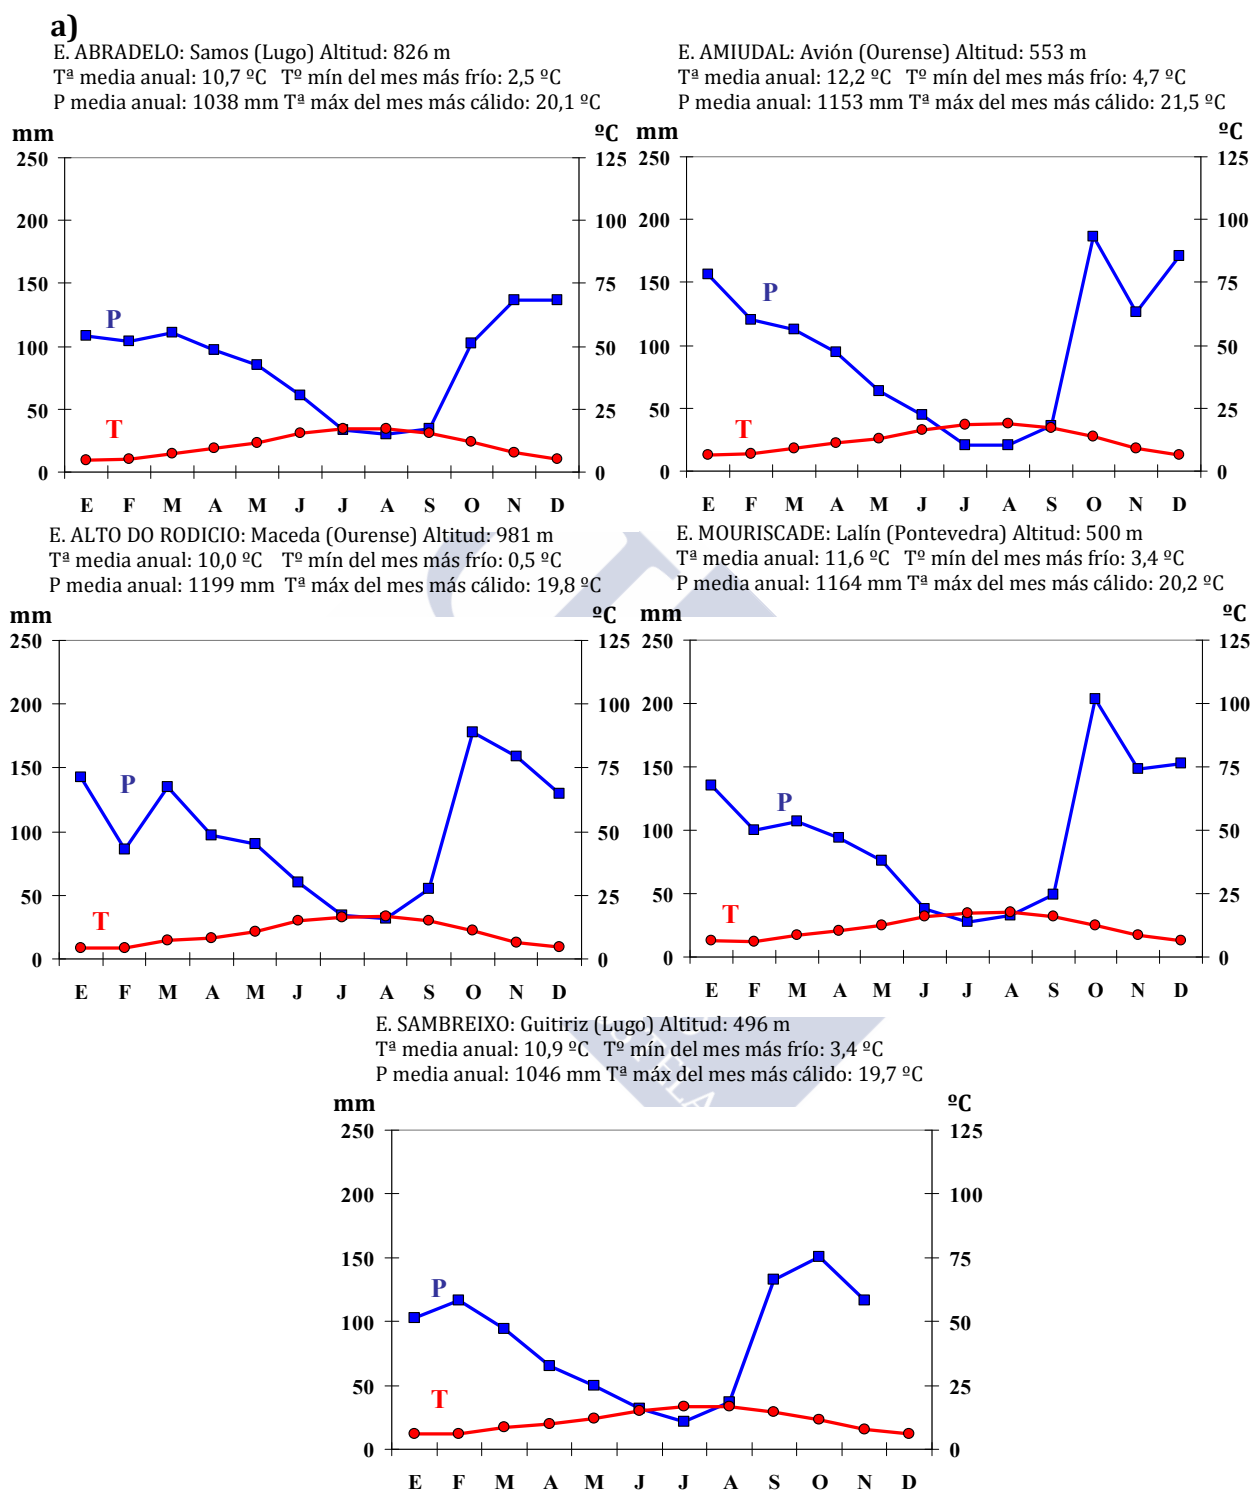 a)
E. ABRADELO: Samos (Lugo) Altitud: 826 m
Tª media anual: 10,7 ºC Tº mín del mes más frío: 2,5 ºC
P media anual: 1038 mm Tª máx del mes más cálido: 20,1 ºC
mm ºC
250 125
200 100
150 75
P
100 50
50 25
T
0 0
E F M A M J J A S O N D
E. AMIUDAL: Avión (Ourense) Altitud: 553 m
Tª media anual: 12,2 ºC Tº mín del mes más frío: 4,7 ºC
P media anual: 1153 mm Tª máx del mes más cálido: 21,5 ºC
mm ºC
250 125
200 100
150 75
P
100 50
50 25
T
0 0
E F M A M J J A S O N D
E. ALTO DO RODICIO: Maceda (Ourense) Altitud: 981 m
Tª media anual: 10,0 ºC Tº mín del mes más frío: 0,5 ºC
P media anual: 1199 mm Tª máx del mes más cálido: 19,8 ºC
mm ºC
250 125
200 100
150 75
P
100 50
50 25
T
0 0
E F M A M J J A S O N D
E. MOURISCADE: Lalín (Pontevedra) Altitud: 500 m
Tª media anual: 11,6 ºC Tº mín del mes más frío: 3,4 ºC
P media anual: 1164 mm Tª máx del mes más cálido: 20,2 ºC
mm ºC
250 125
200 100
150 75
P
100 50
50 25
T
0 0
E F M A M J J A S O N D
E. SAMBREIXO: Guitiriz (Lugo) Altitud: 496 m
Tª media anual: 10,9 ºC Tº mín del mes más frío: 3,4 ºC
P media anual: 1046 mm Tª máx del mes más cálido: 19,7 ºC
mm ºC
250 125
200 100
150 75
P
100 50
50 25
T
0 0
E F M A M J J A S O N D